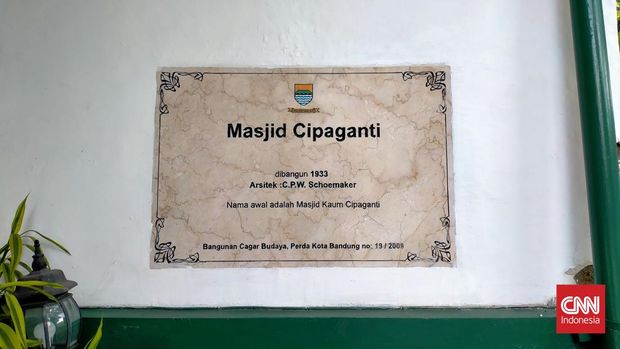 Masjid Cipaganti
dibangun 1933
Arsitek :C.P.W. Schoemaker
Nama awal adalah Masjid Kaum Cipaganti
Bangunan Cagar Budaya, Perda Kota Bandung no: 19 / 2009
CNN
Indonesia